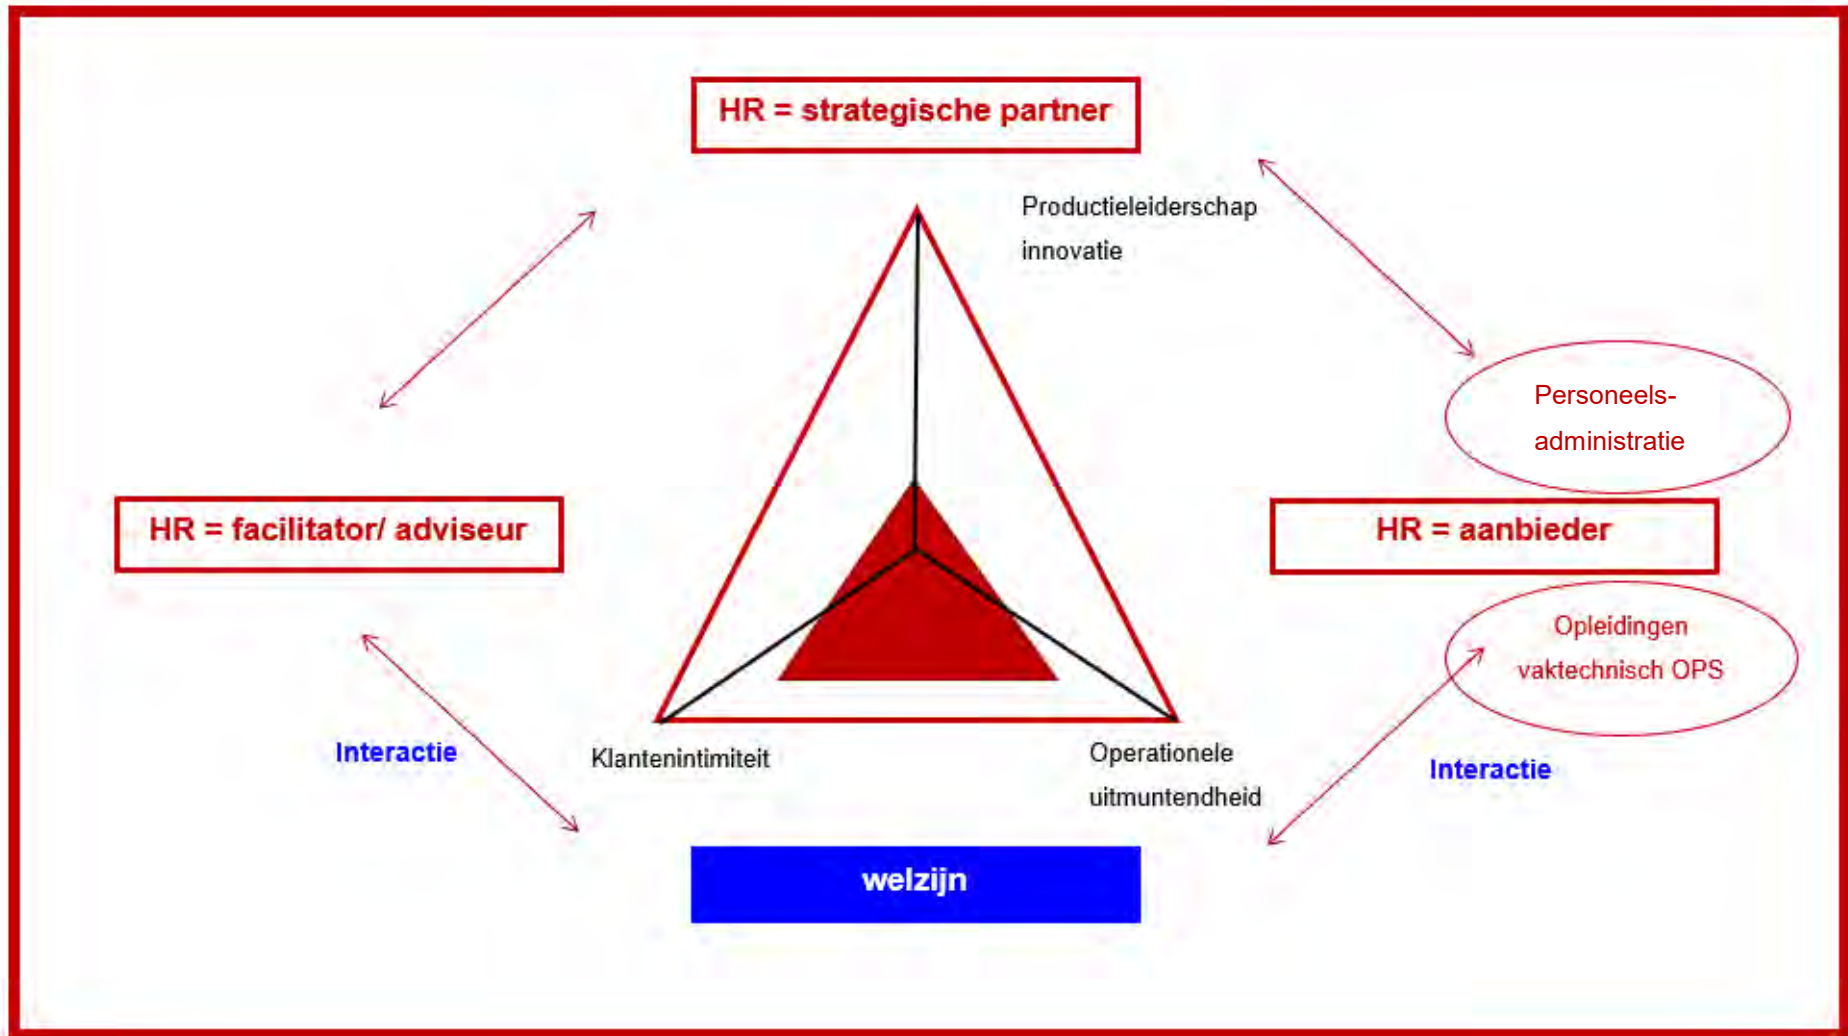 HR = strategische partner
Productieleiderschap
innovatie
Personeels-
administratie
HR = facilitator/ adviseur
HR = aanbieder
Opleidingen
vaktechnisch OPS
Interactie
Klantenintimiteit
Operationele
uitmuntendheid
Interactie
welzijn